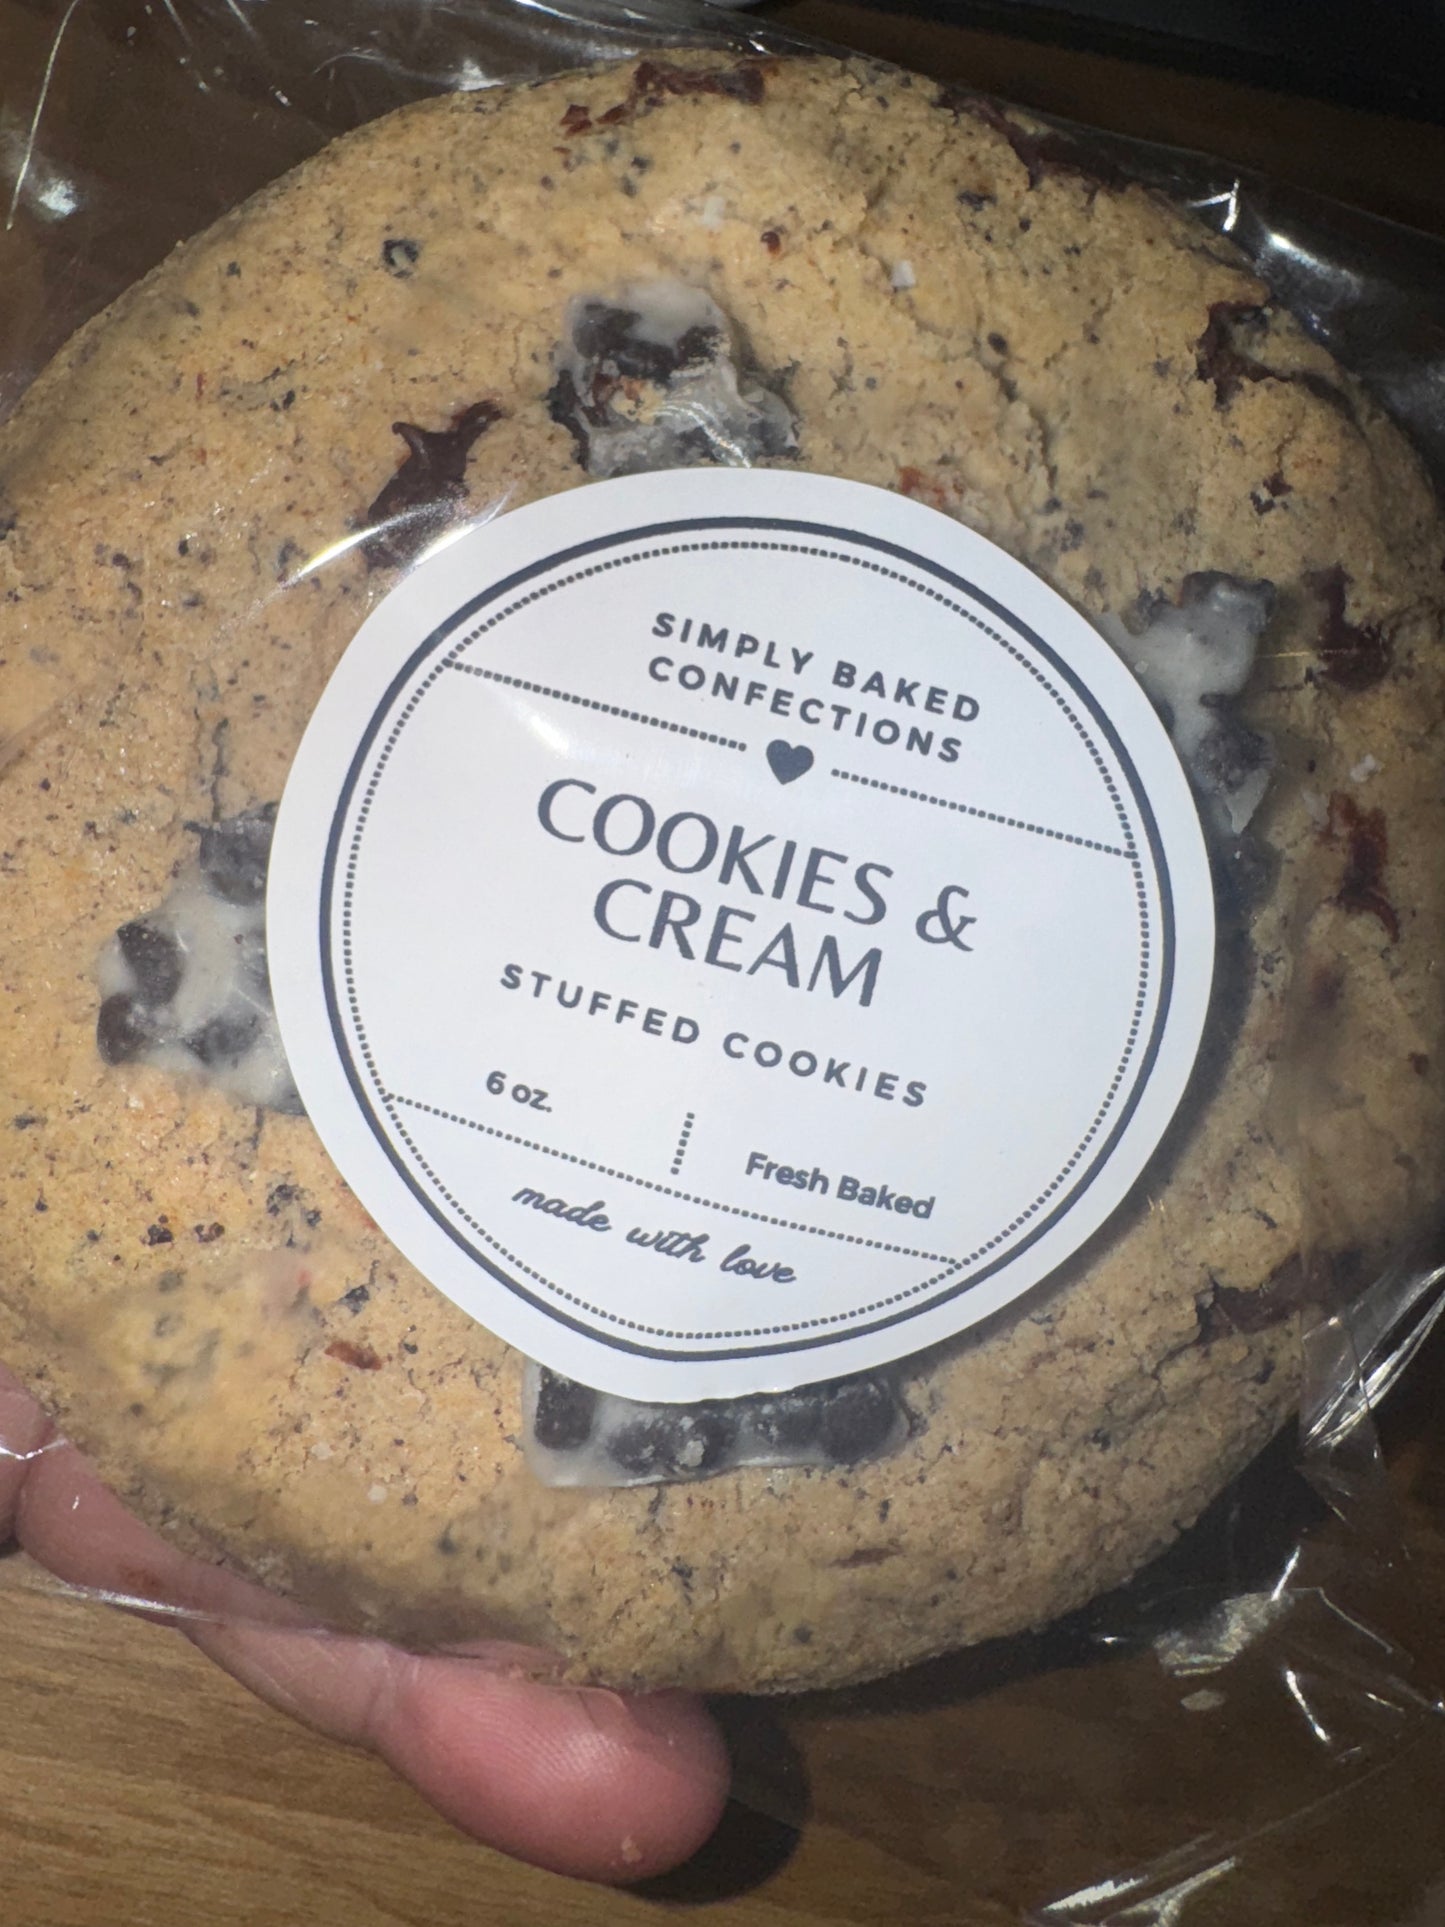 SIMPLY BAKED
CONFECTIONS
COOKIES &
CREAM
STUFFED COOKIES
6 oz.
Fresh Baked
made with love